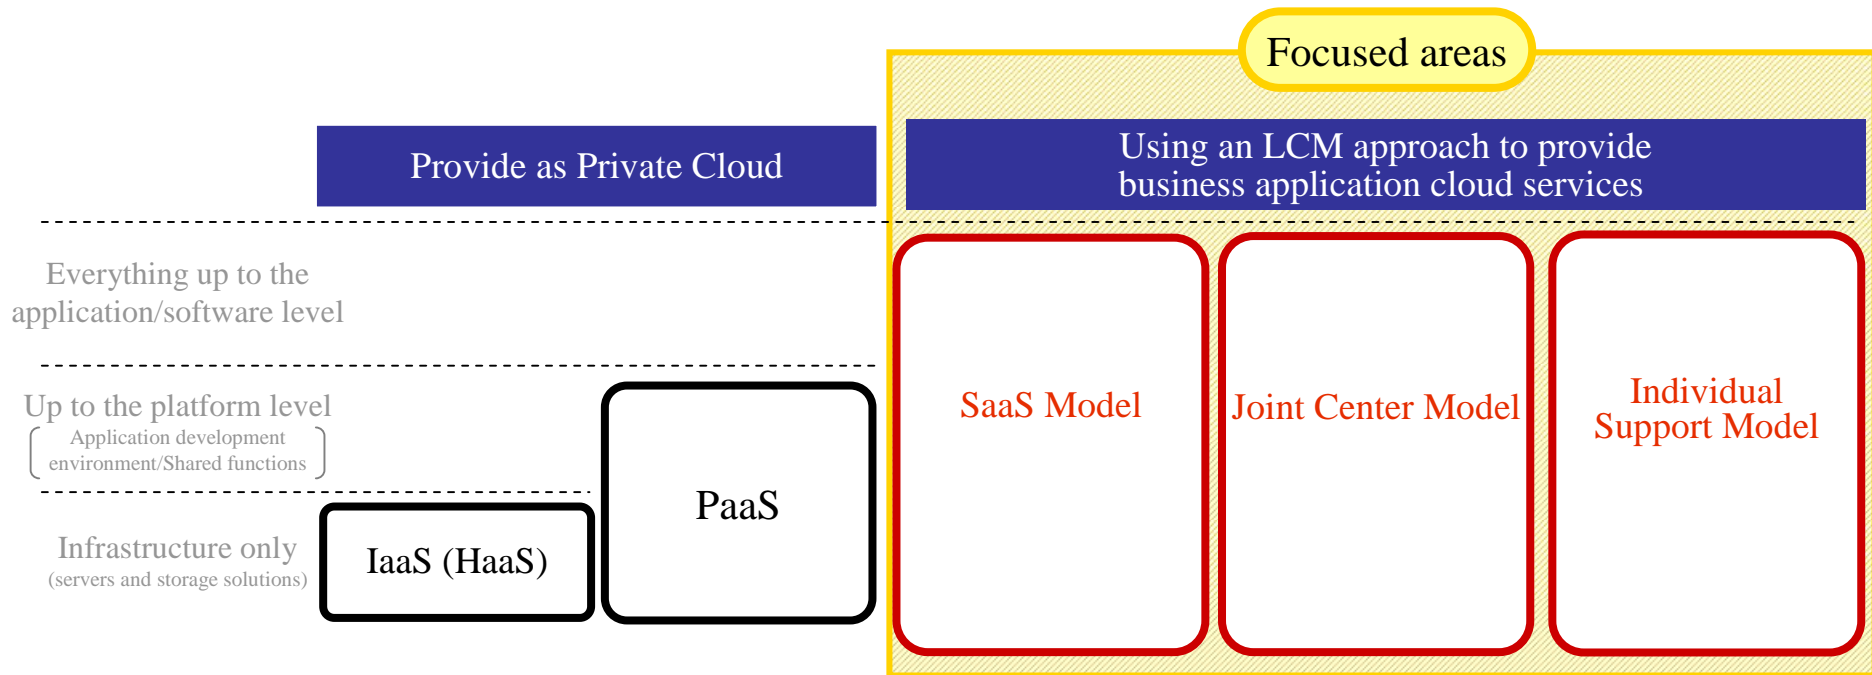 Focused areas
Provide as Private Cloud
Using an LCM approach to provide
business application cloud services
Everything up to the
application/software level
Up to the platform level
Application development
environment/Shared functions
Infrastructure only
(servers and storage solutions)
IaaS (HaaS)
PaaS
SaaS Model
Joint Center Model
Individual
Support Model